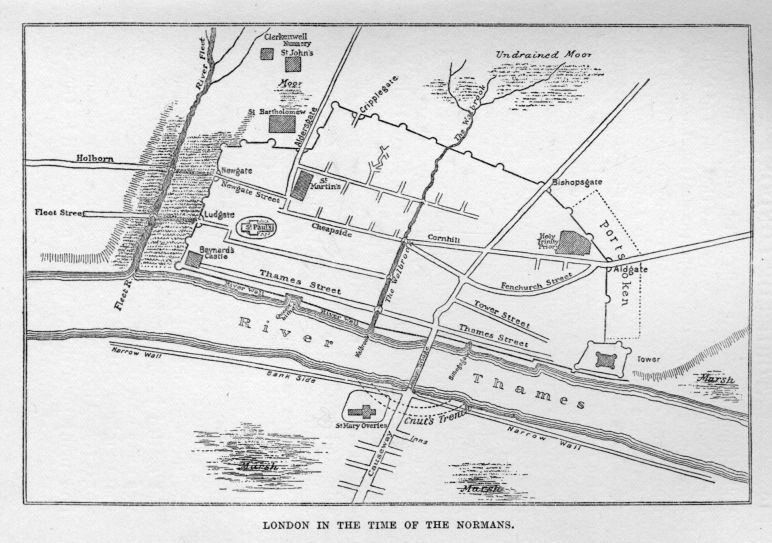 River Fleet
Clerkenwell
Nunnery
St John's
Moor
Undrained Moor
St Bartholomew
Aldersgate
Cripplegate
The Walbrook
Holborn
Newgate
Newgate Street
St
Martin's
Bishopsgate
Fleet Street
Ludgate
St Paul's
Cheapside
Cornhill
Holy
Trinity
Priory
Portsoken
Aldgate
Baynard's
Castle
Thames Street
The Walbrook
Fenchurch Street
Tower Street
Thames Street
Fleet R.
River Wall
River Wall
Walbrook
Tower
River Thames
Marsh
Narrow Wall
Bank Side
St Mary Overies
Cnut's Trench
Narrow Wall
Inns
Causeway
Marsh
Marsh
LONDON IN THE TIME OF THE NORMANS.